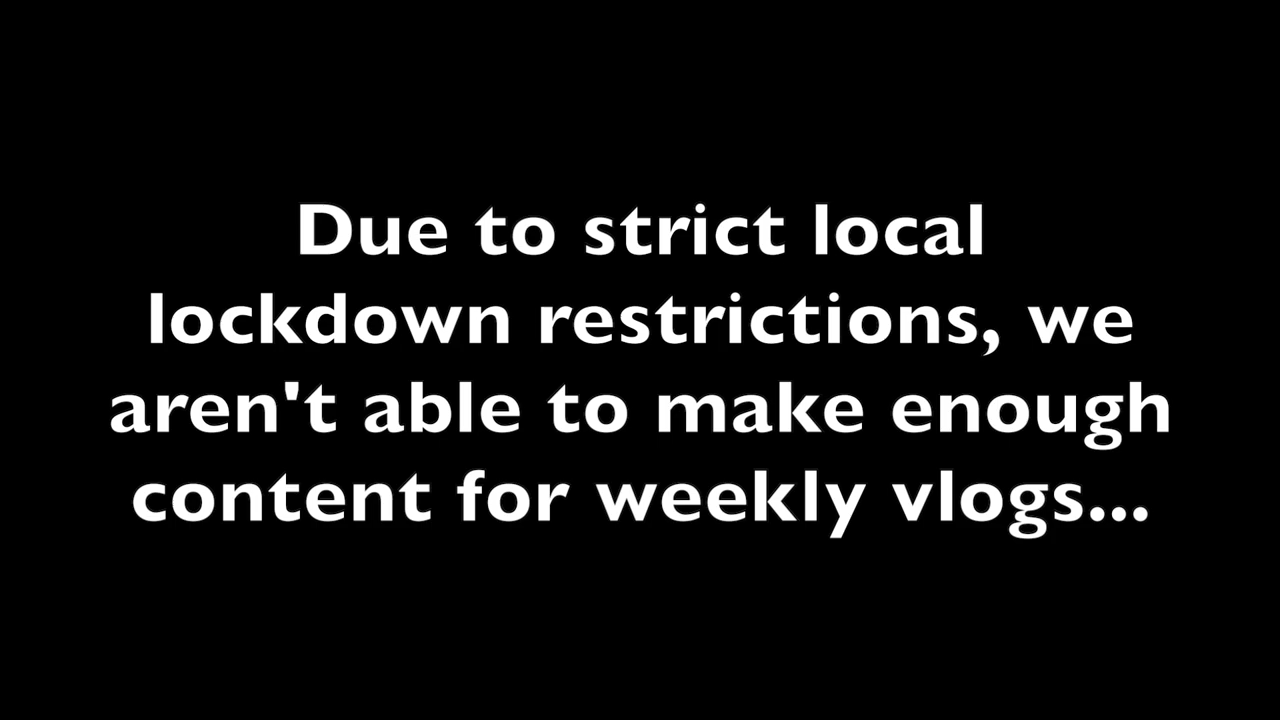 Due to strict local
lockdown restrictions, we
aren't able to make enough
content for weekly vlogs...